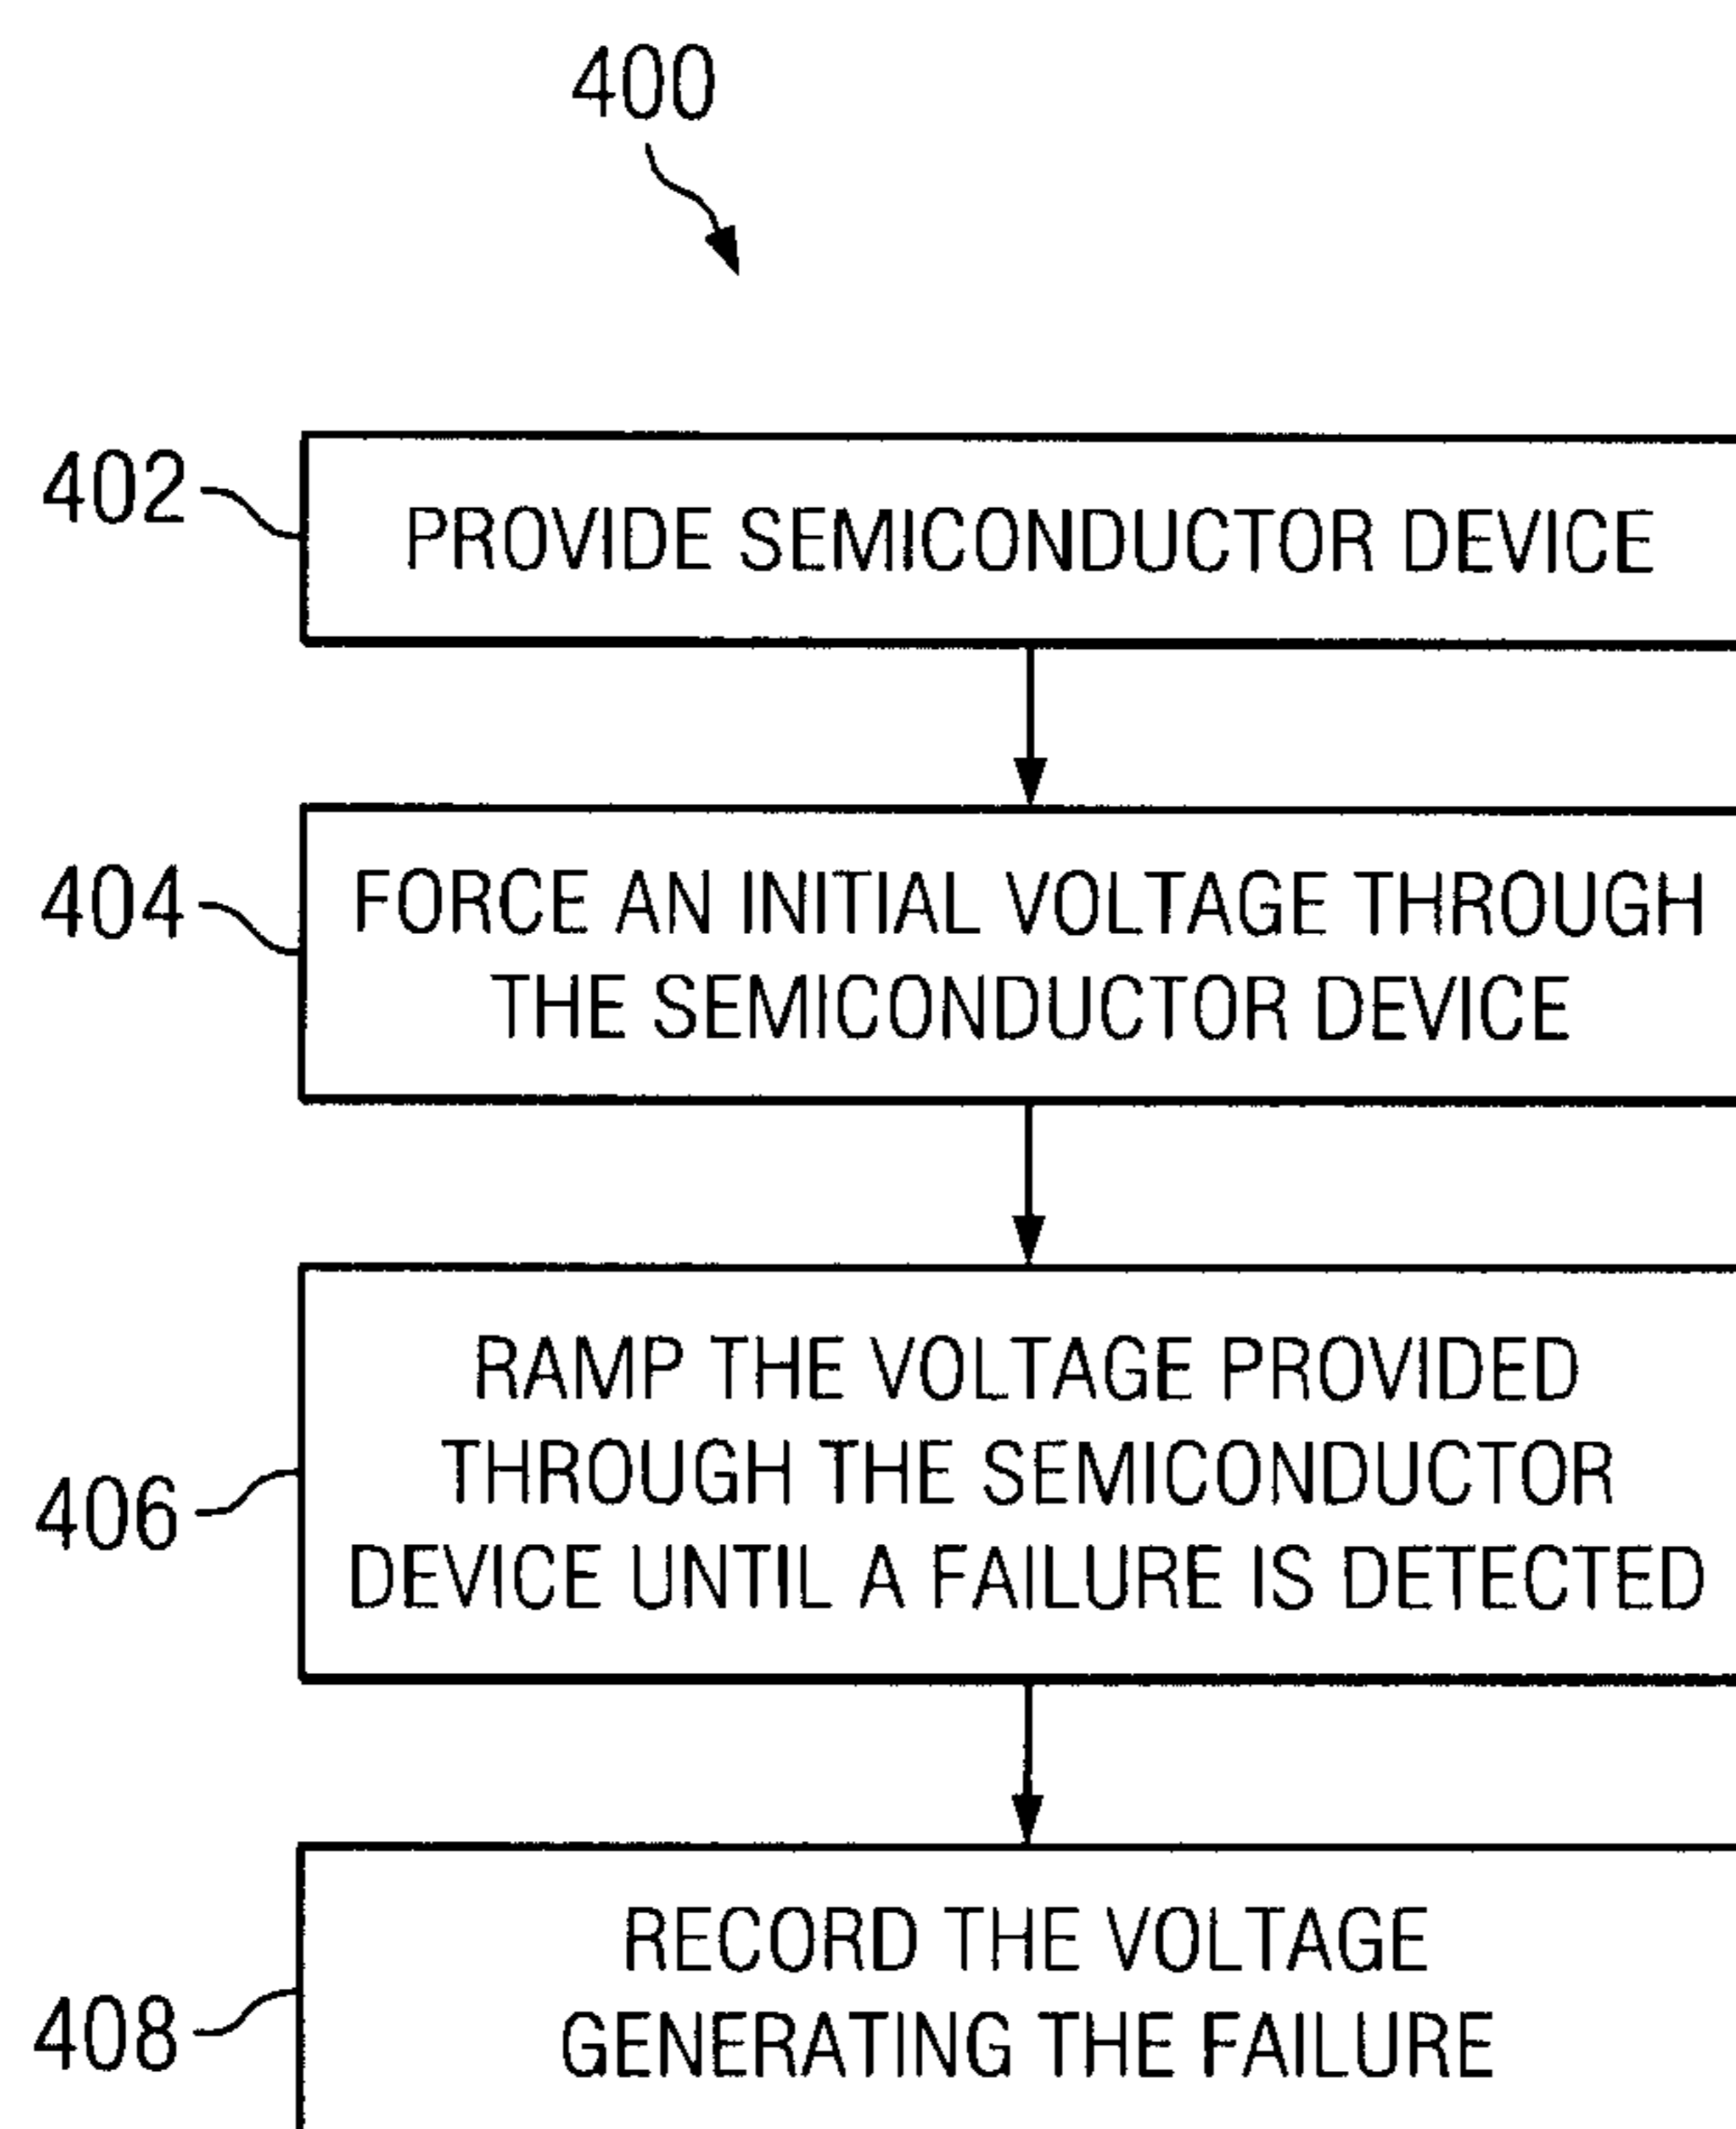 400
402
PROVIDE SEMICONDUCTOR DEVICE
404
FORCE AN INITIAL VOLTAGE THROUGH
THE SEMICONDUCTOR DEVICE
406
RAMP THE VOLTAGE PROVIDED
THROUGH THE SEMICONDUCTOR
DEVICE UNTIL A FAILURE IS DETECTED
408
RECORD THE VOLTAGE
GENERATING THE FAILURE